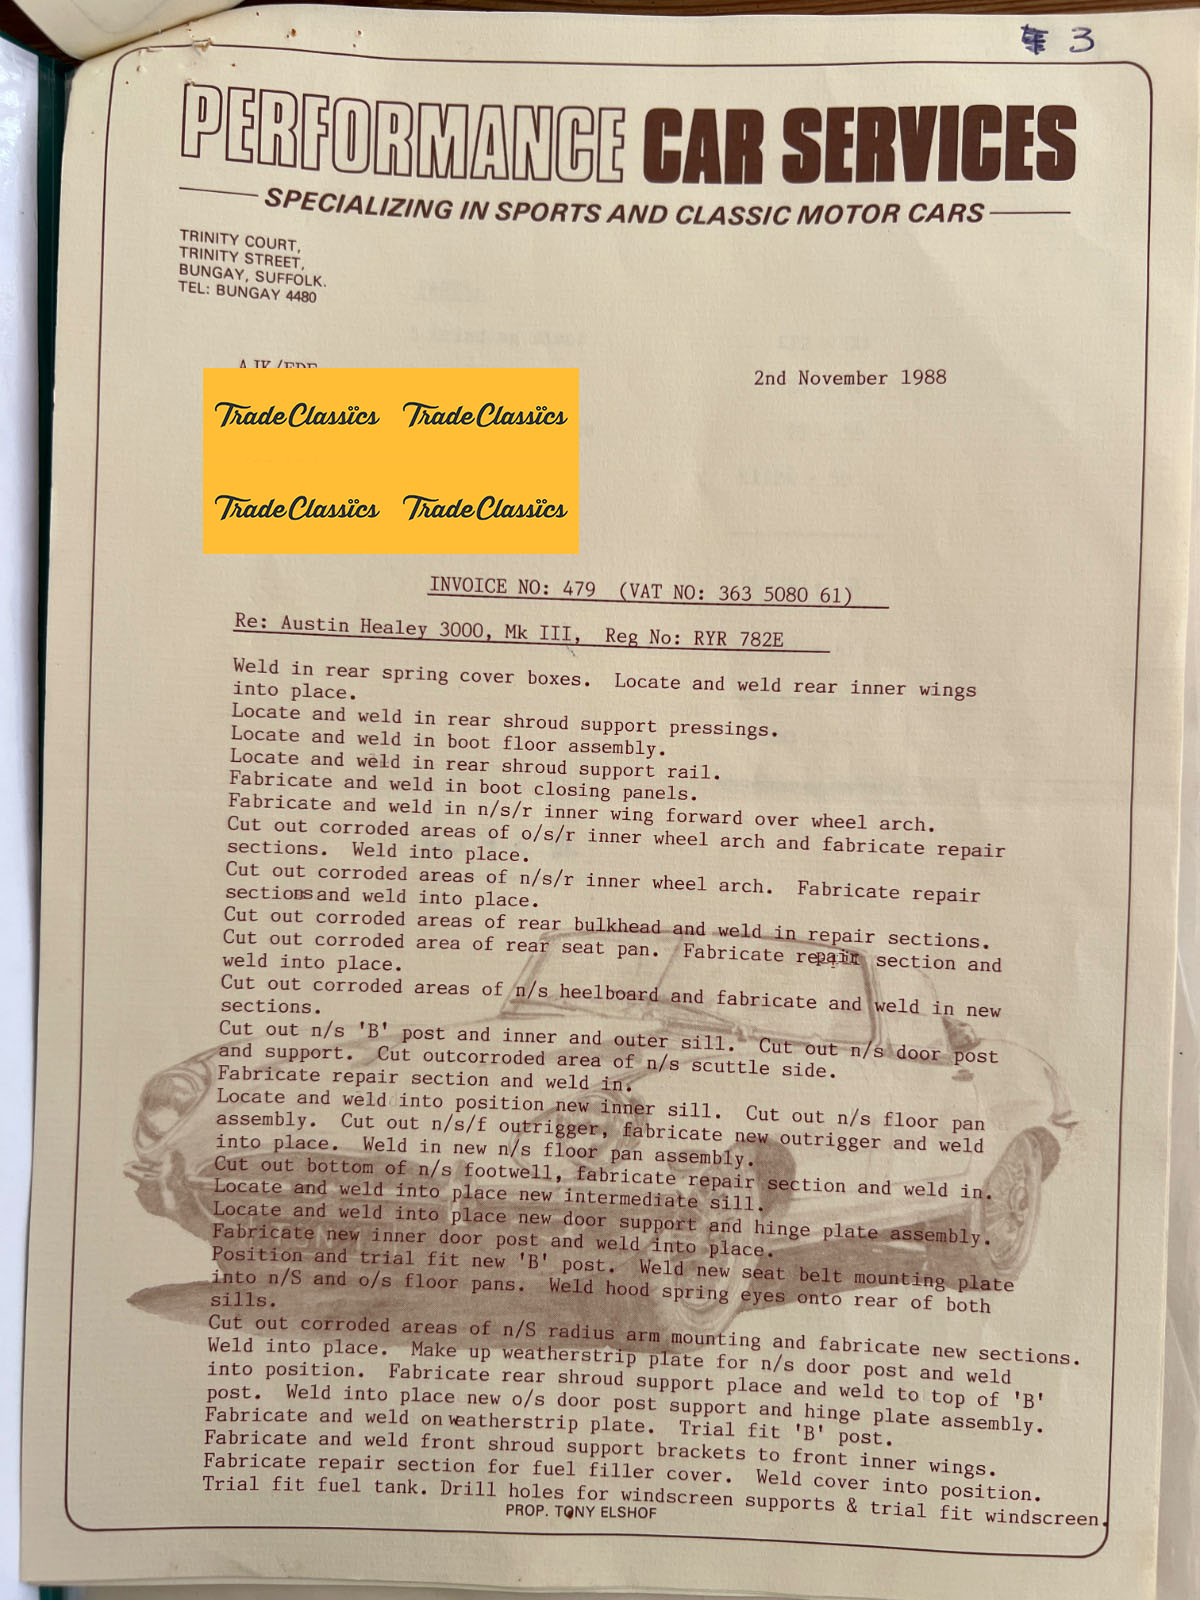 3
PERFORMANCE CAR SERVICES
SPECIALIZING IN SPORTS AND CLASSIC MOTOR CARS
TRINITY COURT,
TRINITY STREET,
BUNGAY, SUFFOLK.
TEL: BUNGAY 4480
2nd November 1988
TradeClassics TradeClassics
TradeClassics TradeClassics
INVOICE NO: 479 (VAT NO: 363 5080 61)
Re: Austin Healey 3000, Mk III, Reg No: RYR 782E
Weld in rear spring cover boxes. Locate and weld rear inner wings
into place.
Locate and weld in rear shroud support pressings.
Locate and weld in boot floor assembly.
Locate and weld in rear shroud support rail.
Fabricate and weld in boot closing panels.
Fabricate and weld in n/s/r inner wing forward over wheel arch.
Cut out corroded areas of o/s/r inner wheel arch and fabricate repair
sections. Weld into place.
Cut out corroded areas of n/s/r inner wheel arch. Fabricate repair
sections and weld into place.
Cut out corroded areas of rear bulkhead and weld in repair sections.
Cut out corroded area of rear seat pan. Fabricate repair section and
weld into place.
Cut out corroded areas of n/s heelboard and fabricate and weld in new
sections.
Cut out n/s 'B' post and inner and outer sill. Cut out n/s door post
and support. Cut outcorroded area of n/s scuttle side.
Fabricate repair section and weld in.
Locate and weld into position new inner sill. Cut out n/s floor pan
assembly. Cut out n/s/f outrigger, fabricate new outrigger and weld
into place. Weld in new n/s floor pan assembly.
Cut out bottom of n/s footwell, fabricate repair section and weld in.
Locate and weld into place new intermediate sill.
Locate and weld into place new door support and hinge plate assembly.
Fabricate new inner door post and weld into place.
Position and trial fit new 'B' post. Weld new seat belt mounting plate
into n/S and o/s floor pans. Weld hood spring eyes onto rear of both
sills.
Cut out corroded areas of n/S radius arm mounting and fabricate new sections.
Weld into place. Make up weatherstrip plate for n/s door post and weld
into position. Fabricate rear shroud support place and weld to top of 'B'
post. Weld into place new o/s door post support and hinge plate assembly.
Fabricate and weld on weatherstrip plate. Trial fit 'B' post.
Fabricate and weld front shroud support brackets to front inner wings.
Fabricate repair section for fuel filler cover. Weld cover into position.
Trial fit fuel tank. Drill holes for windscreen supports & trial fit windscreen.
PROP. TONY ELSHOF